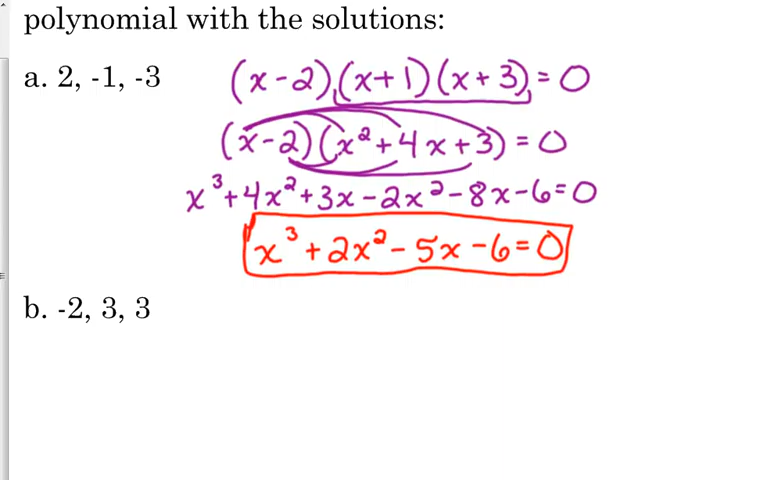 polynomial with the solutions:
a. 2, -1, -3 (x-2)(x+1)(x+3)=0
(x-2)(x²+4x+3)=0
x³+4x²+3x-2x²-8x-6=0
x³+2x²-5x-6=0
b. -2, 3, 3